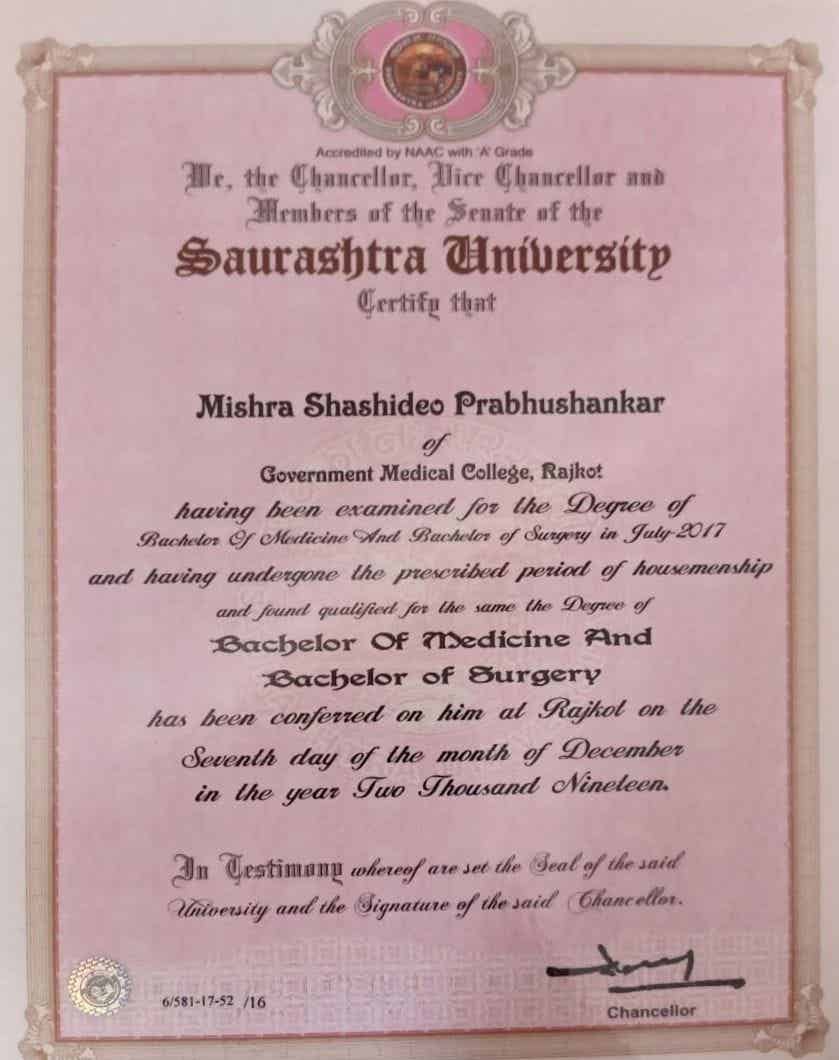 Accredited by NAAC with 'A' Grade
We, the Chancellor, Vice Chancellor and
Members of the Senate of the
Saurashtra University
Certify that
Mishra Shashideo Prabhushankar
of
Government Medical College, Rajkot
having been examined for the Degree of
Bachelor Of Medicine And Bachelor of Surgery in July-2017
and having undergone the prescribed period of housemenship
and found qualified for the same the Degree of
Bachelor Of Medicine And
Bachelor of Surgery
has been conferred on him at Rajkot on the
Seventh day of the month of December
in the year Two Thousand Nineteen.
In Testimony whereof are set the Seal of the said
University and the Signature of the said Chancellor.
6/581-17-52 /16
Chancellor